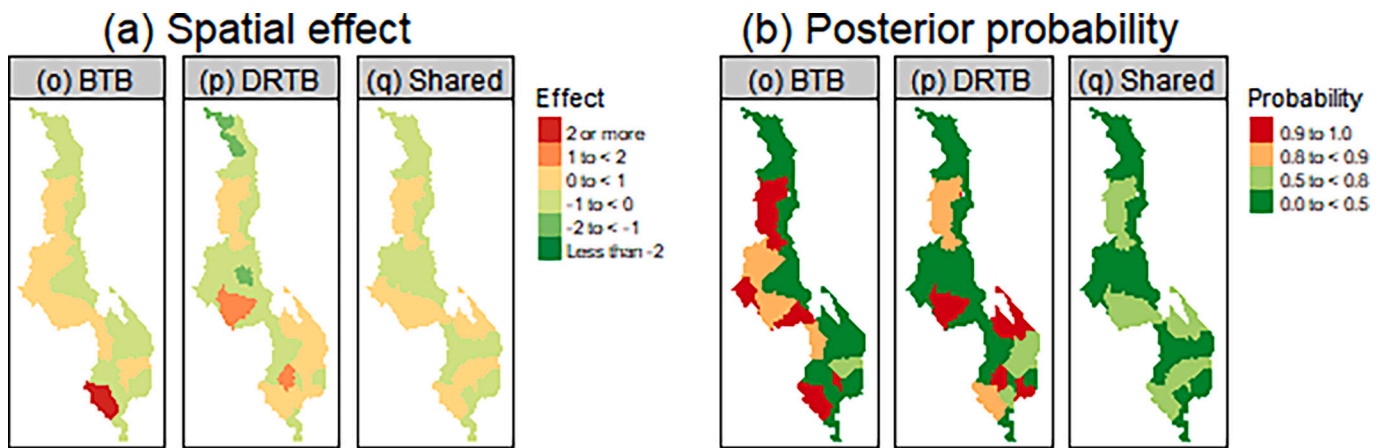 (a) Spatial effect
(b) Posterior probability
(o) BTB
(p) DRTB
(q) Shared
Effect
2 or more
1 to < 2
0 to < 1
-1 to < 0
-2 to < -1
Less than -2
(o) BTB
(p) DRTB
(q) Shared
Probability
0.9 to 1.0
0.8 to < 0.9
0.5 to < 0.8
0.0 to < 0.5